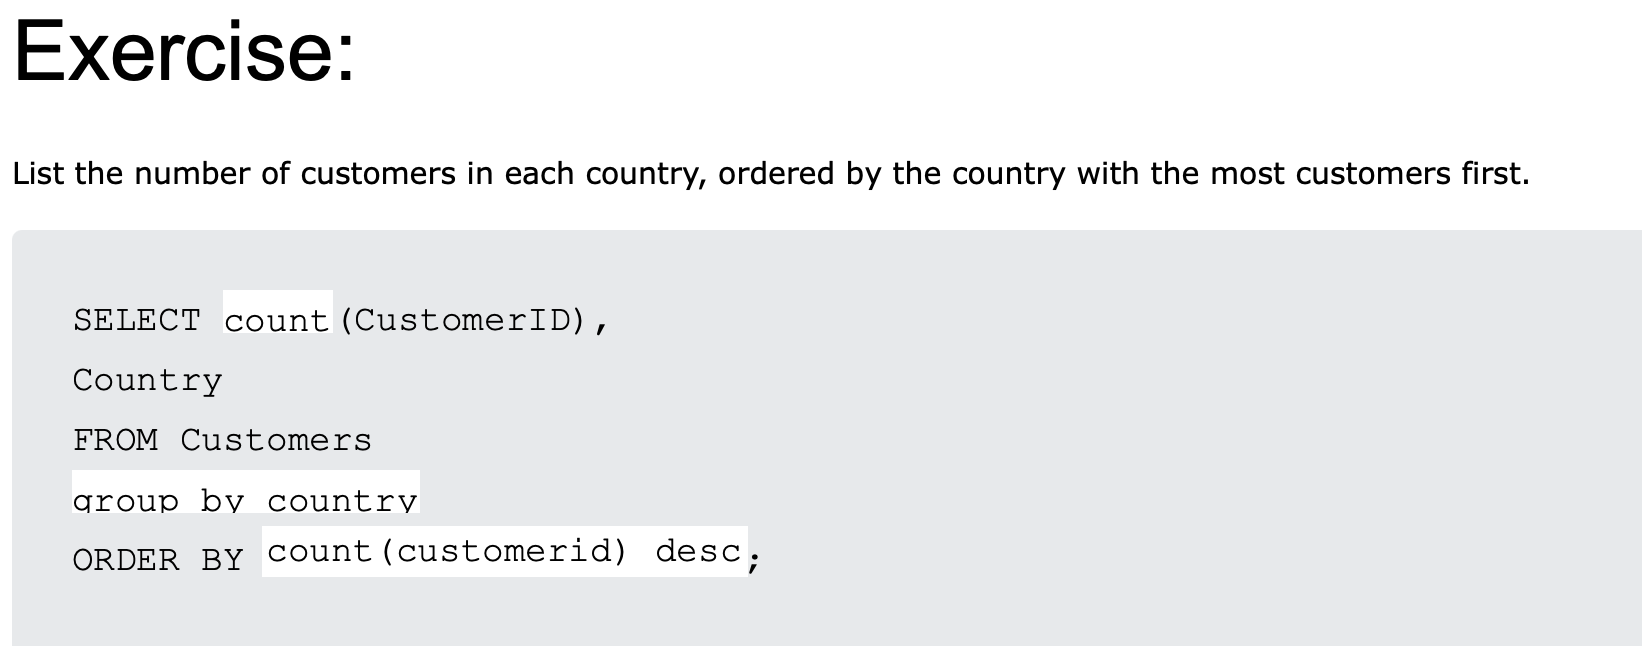 Exercise:
List the number of customers in each country, ordered by the country with the most customers first.
SELECT count(CustomerID),
Country
FROM Customers
group by country
ORDER BY count(customerid) desc;